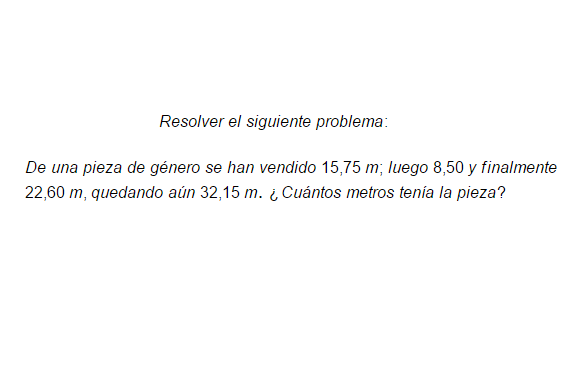 Resolver el siguiente problema:
De una pieza de género se han vendido 15,75 m; luego 8,50 y finalmente
22,60 m, quedando aún 32,15 m. ¿ Cuántos metros tenía la pieza?